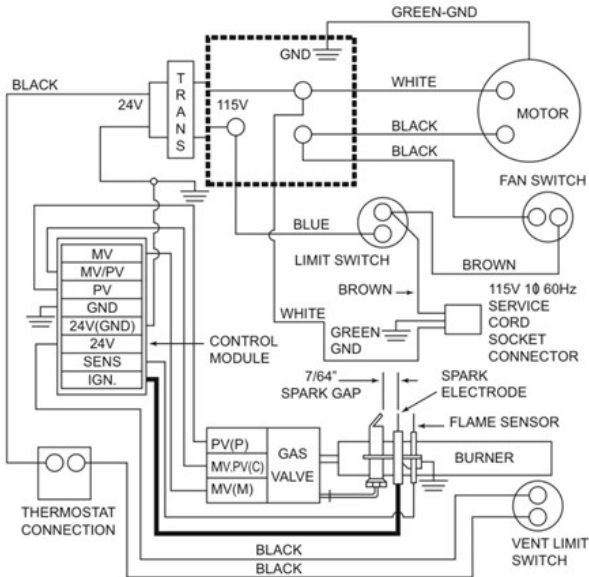 GREEN-GND
GND
BLACK
TRANS
24V
115V
WHITE
MOTOR
BLACK
BLACK
FAN SWITCH
BLUE
LIMIT SWITCH
BROWN
BROWN
WHITE
GREEN
GND
115V 1Φ 60Hz
SERVICE
CORD
SOCKET
CONNECTOR
MV
MV/PV
PV
GND
24V(GND)
24V
SENS
IGN.
CONTROL
MODULE
7/64"
SPARK GAP
SPARK
ELECTRODE
FLAME SENSOR
PV(P)
MV.PV(C)
MV(M)
GAS
VALVE
BURNER
THERMOSTAT
CONNECTION
BLACK
BLACK
VENT LIMIT
SWITCH